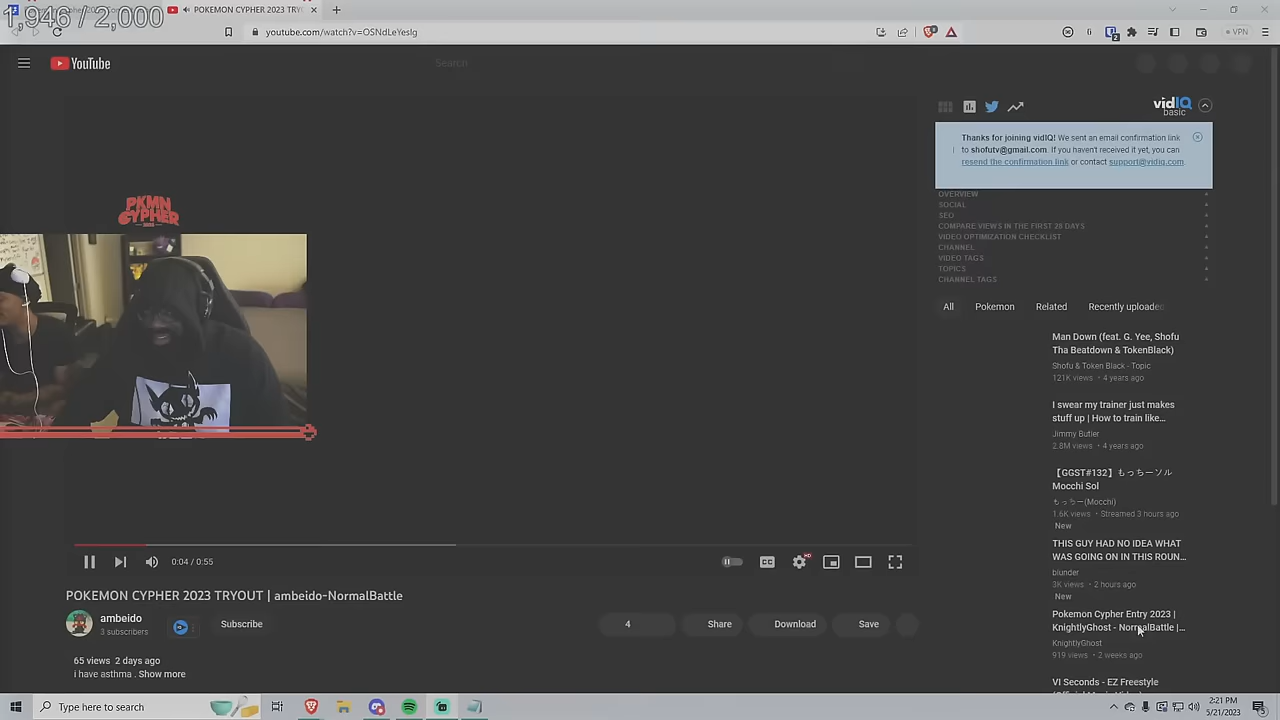 1,946 / 2,000
POKEMON CYPHER 2023 TRY
youtube.com/watch?v=OSNdLeYesIg
VPN
YouTube
Search
vidIQ
basic
Thanks for joining vidIQ! We sent an email confirmation link
to shofutv@gmail.com. If you haven't received it yet, you can
resend the confirmation link or contact support@vidiq.com.
OVERVIEW
SOCIAL
SEO
COMPARE VIEWS IN THE FIRST 28 DAYS
VIDEO OPTIMIZATION CHECKLIST
CHANNEL
VIDEO TAGS
TOPICS
CHANNEL TAGS
PKMN
CYPHER
All Pokemon Related Recently uploaded
Man Down (feat. G. Yee, Shofu
Tha Beatdown & TokenBlack)
Shofu & Token Black - Topic
121K views • 4 years ago
I swear my trainer just makes
stuff up | How to train like...
Jimmy Butler
2.8M views • 4 years ago
【GGST#132】もっちーソル
Mocchi Sol
もっちー(Mocchi)
1.6K views • Streamed 3 hours ago
New
THIS GUY HAD NO IDEA WHAT
WAS GOING ON IN THIS ROUN...
blunder
3K views • 2 hours ago
New
Pokemon Cypher Entry 2023 |
KnightlyGhost - NormalBattle |...
KnightlyGhost
919 views • 2 weeks ago
VI Seconds - EZ Freestyle
0:04 / 0:55
CC
HD
POKEMON CYPHER 2023 TRYOUT | ambeido-NormalBattle
ambeido
3 subscribers
Subscribe
4
Share
Download
Save
65 views 2 days ago
i have asthma . Show more
Type here to search
2:21 PM
5/21/2023